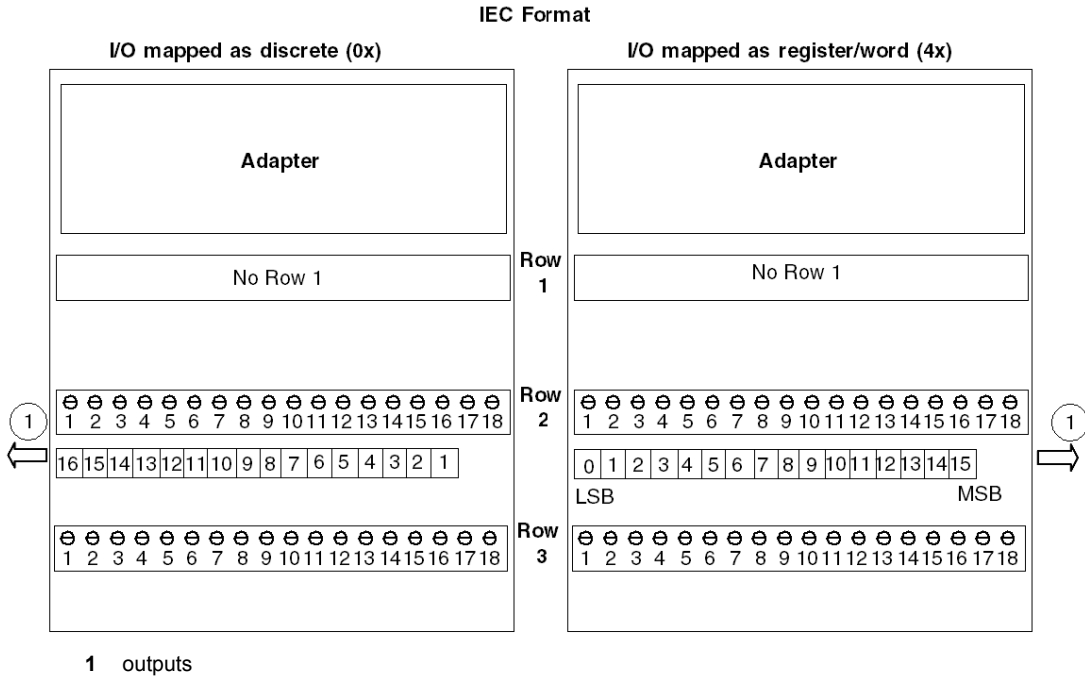 IEC Format
I/O mapped as discrete (0x)
I/O mapped as register/word (4x)
Adapter
Adapter
No Row 1
Row
1
No Row 1
1
1 2 3 4 5 6 7 8 9 10 11 12 13 14 15 16 17 18
Row
2
1 2 3 4 5 6 7 8 9 10 11 12 13 14 15 16 17 18
1
16 15 14 13 12 11 10 9 8 7 6 5 4 3 2 1
0 1 2 3 4 5 6 7 8 9 10 11 12 13 14 15
LSB
MSB
1 2 3 4 5 6 7 8 9 10 11 12 13 14 15 16 17 18
Row
3
1 2 3 4 5 6 7 8 9 10 11 12 13 14 15 16 17 18
1 outputs